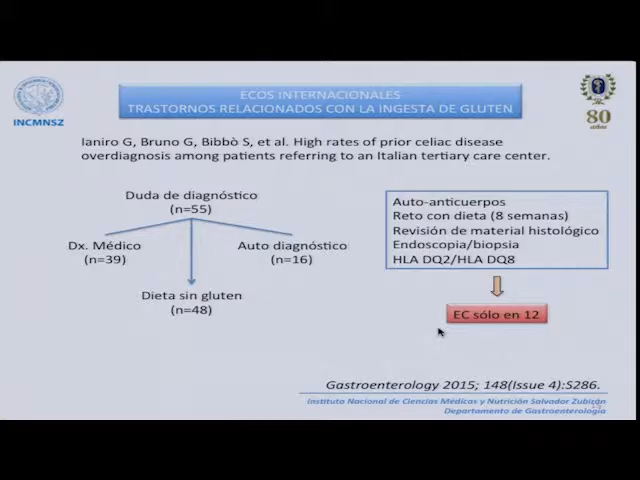 ECOS INTERNACIONALES
TRASTORNOS RELACIONADOS CON LA INGESTA DE GLUTEN
INCMNSZ
80
años
Ianiro G, Bruno G, Bibbò S, et al. High rates of prior celiac disease
overdiagnosis among patients referring to an Italian tertiary care center.
Duda de diagnóstico
(n=55)
Dx. Médico
(n=39)
Auto diagnóstico
(n=16)
Dieta sin gluten
(n=48)
Auto-anticuerpos
Reto con dieta (8 semanas)
Revisión de material histológico
Endoscopia/biopsia
HLA DQ2/HLA DQ8
EC sólo en 12
Gastroenterology 2015; 148(Issue 4):S286.
Instituto Nacional de Ciencias Médicas y Nutrición Salvador Zubirán
Departamento de Gastroenterología